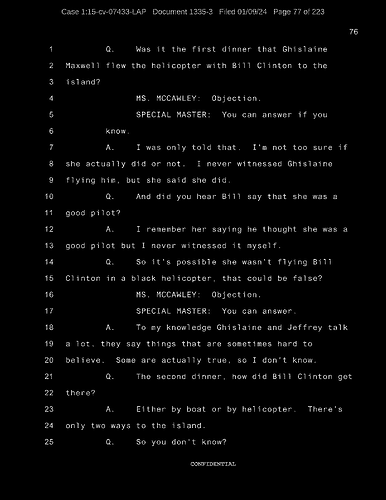 Case 1:15-cv-07433-LAP Document 1335-3 Filed 01/09/24 Page 77 of 223
76
1 Q. Was it the first dinner that Ghislaine
2 Maxwell flew the helicopter with Bill Clinton to the
3 island?
4 MS. MCCAWLEY: Objection.
5 SPECIAL MASTER: You can answer if you
6 know.
7 A. I was only told that. I'm not too sure if
8 she actually did or not. I never witnessed Ghislaine
9 flying him, but she said she did.
10 Q. And did you hear Bill say that she was a
11 good pilot?
12 A. I remember her saying he thought she was a
13 good pilot but I never witnessed it myself.
14 Q. So it's possible she wasn't flying Bill
15 Clinton in a black helicopter, that could be false?
16 MS. MCCAWLEY: Objection.
17 SPECIAL MASTER: You can answer.
18 A. To my knowledge Ghislaine and Jeffrey talk
19 a lot, they say things that are sometimes hard to
20 believe. Some are actually true, so I don't know.
21 Q. The second dinner, how did Bill Clinton get
22 there?
23 A. Either by boat or by helicopter. There's
24 only two ways to the island.
25 Q. So you don't know?
CONFIDENTIAL